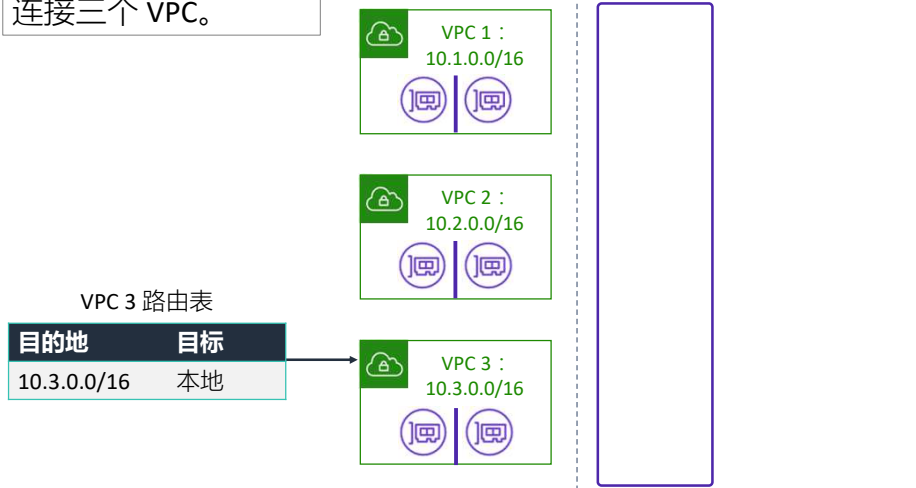 连接三个 VPC。
VPC 1：
10.1.0.0/16
VPC 2：
10.2.0.0/16
VPC 3 路由表
目的地 目标
10.3.0.0/16 本地
VPC 3：
10.3.0.0/16